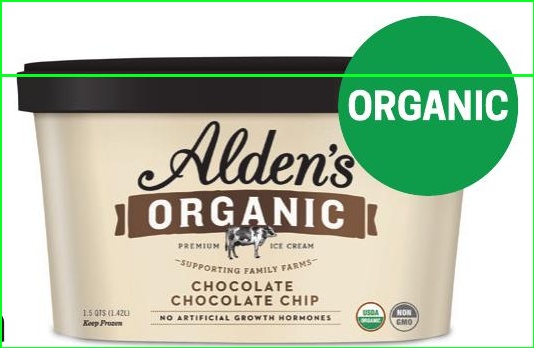 ORGANIC
Alden's
ORGANIC
PREMIUM ICE CREAM
SUPPORTING FAMILY FARMS
CHOCOLATE
CHOCOLATE CHIP
NO ARTIFICIAL GROWTH HORMONES
1.5 QTS (1.42L)
Keep Frozen
USDA
ORGANIC
NON
GMO